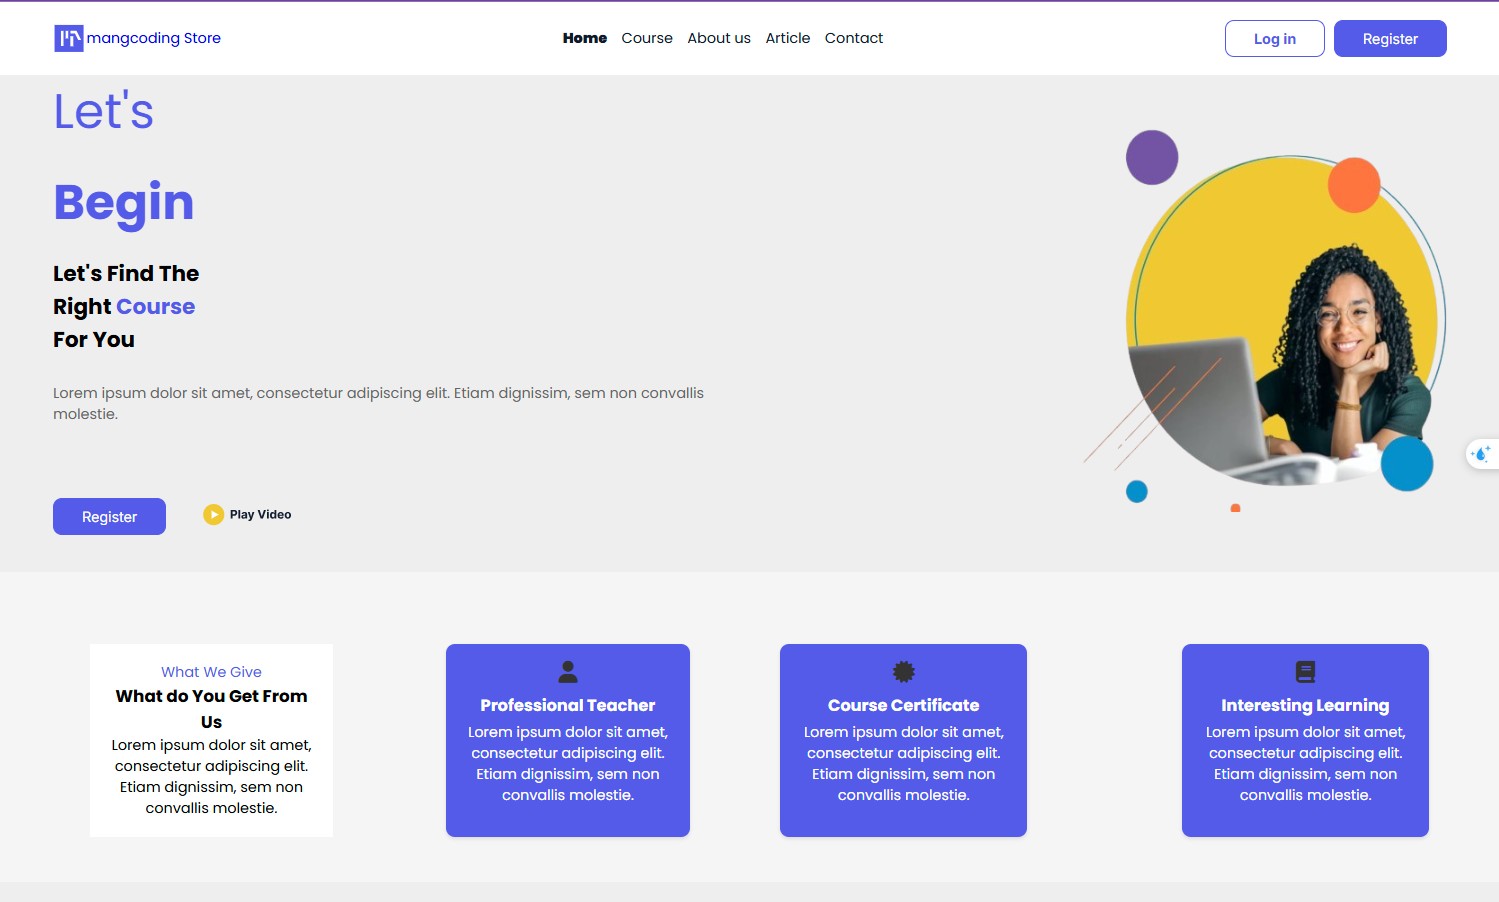 mangcoding Store
Home Course About us Article Contact
Log in Register
Let's
Begin
Let's Find The
Right Course
For You
Lorem ipsum dolor sit amet, consectetur adipiscing elit. Etiam dignissim, sem non convallis
molestie.
Register Play Video
What We Give
What do You Get From
Us
Lorem ipsum dolor sit amet,
consectetur adipiscing elit.
Etiam dignissim, sem non
convallis molestie.
Professional Teacher
Lorem ipsum dolor sit amet,
consectetur adipiscing elit.
Etiam dignissim, sem non
convallis molestie.
Course Certificate
Lorem ipsum dolor sit amet,
consectetur adipiscing elit.
Etiam dignissim, sem non
convallis molestie.
Interesting Learning
Lorem ipsum dolor sit amet,
consectetur adipiscing elit.
Etiam dignissim, sem non
convallis molestie.